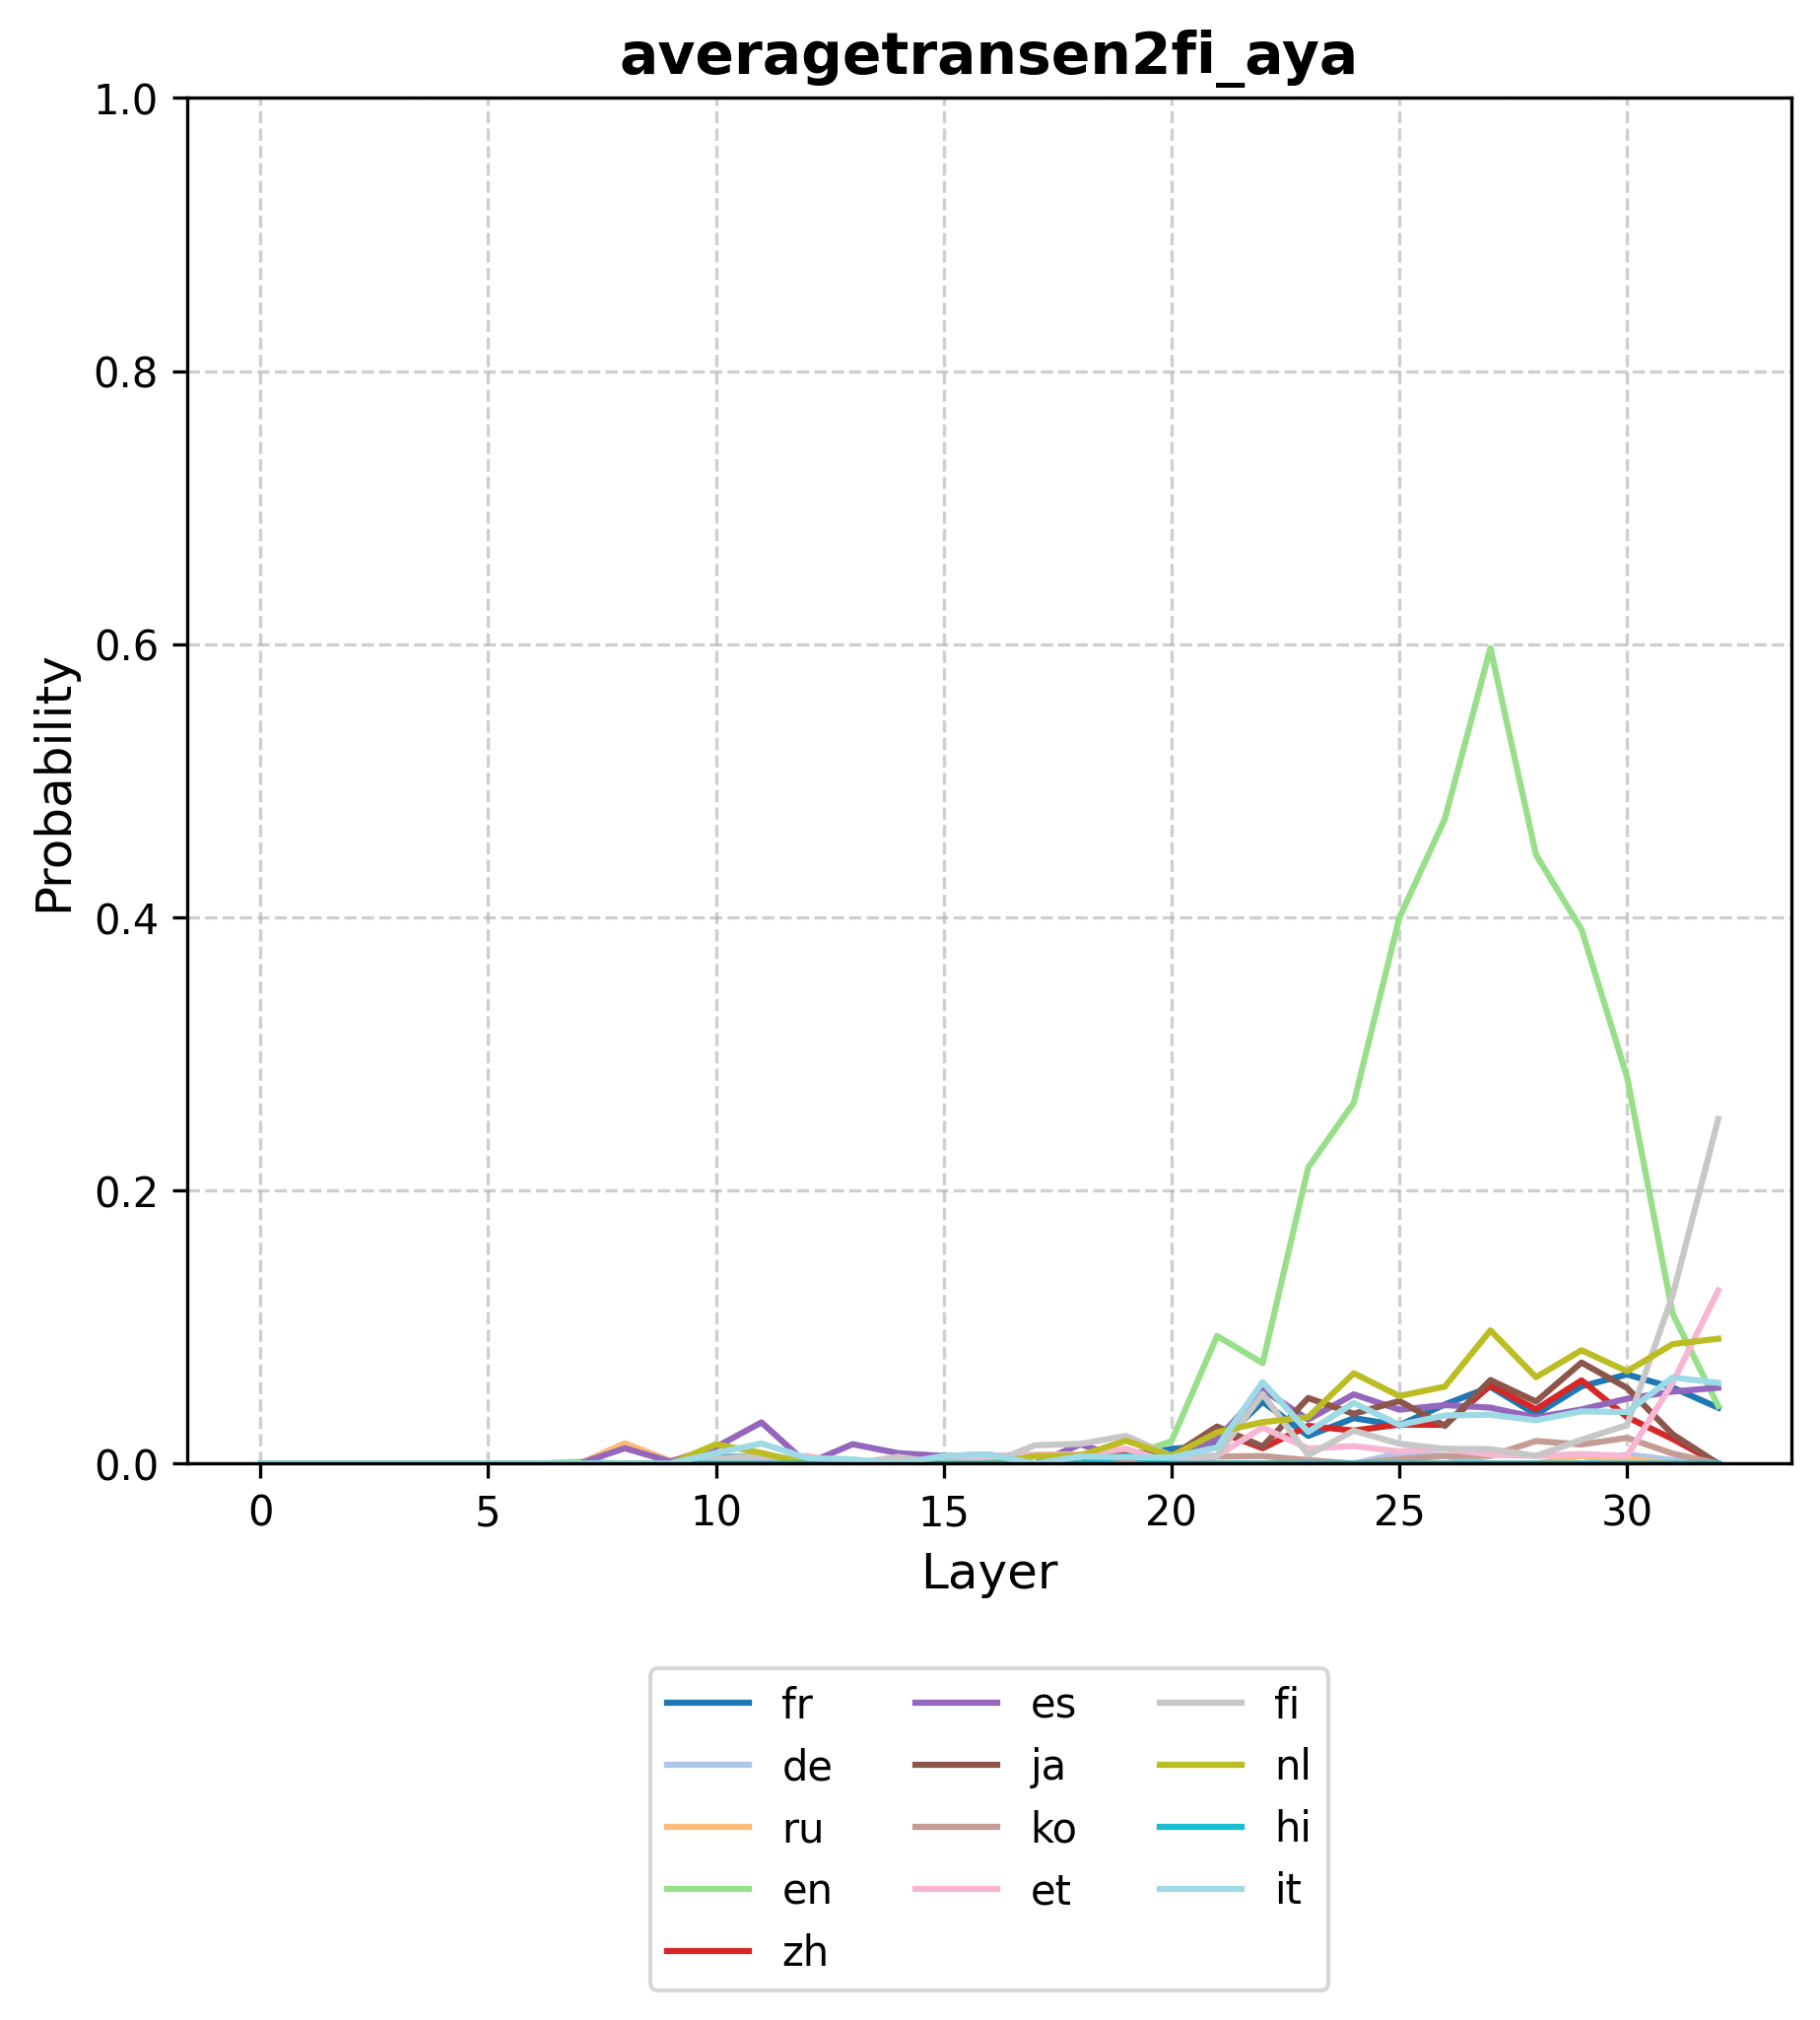 averagetransen2fi_aya
1.0
0.8
0.6
0.4
0.2
0.0
Probability
0 5 10 15 20 25 30
Layer
fr es fi
de ja nl
ru ko hi
en et it
zh